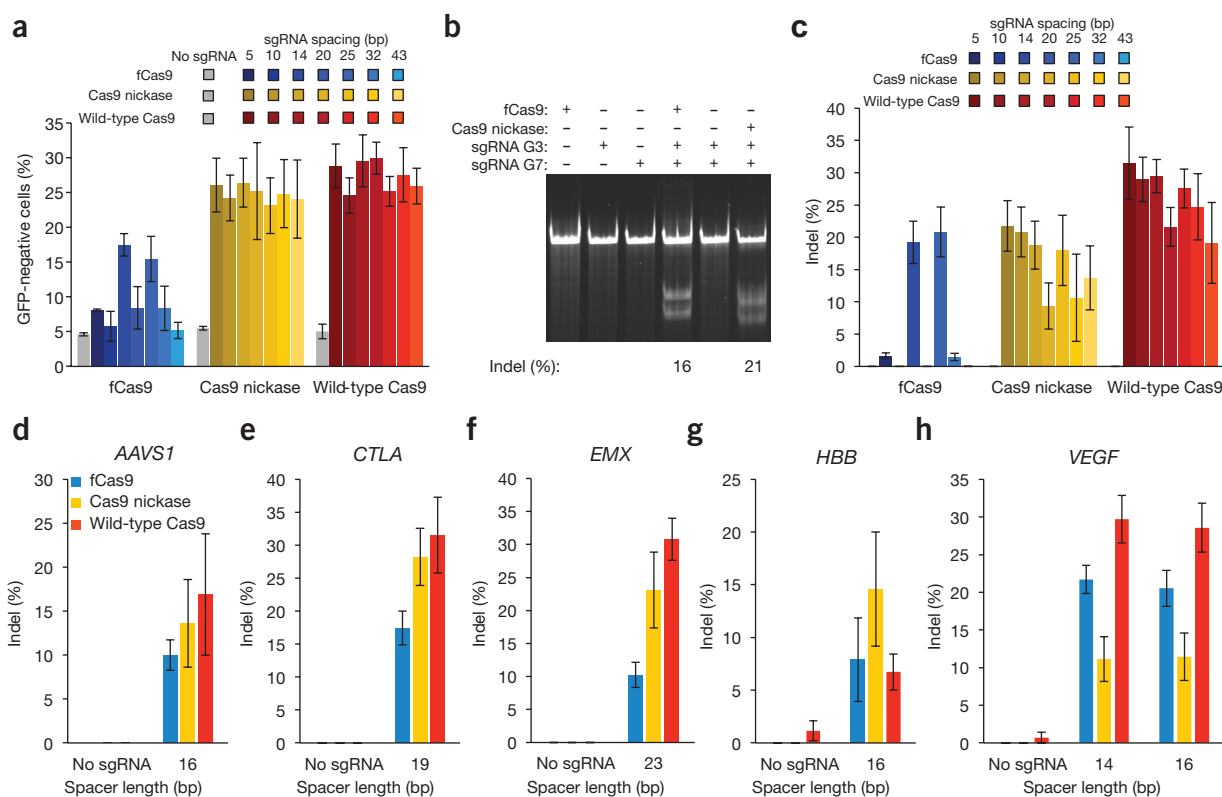 a
sgRNA spacing (bp)
No sgRNA 5 10 14 20 25 32 43
fCas9
Cas9 nickase
Wild-type Cas9
GFP-negative cells (%)
35
30
25
20
15
10
5
0
fCas9 Cas9 nickase Wild-type Cas9
b
fCas9: + – – + – –
Cas9 nickase: – – – – – +
sgRNA G3: – + – + + +
sgRNA G7: – – + + + +
Indel (%): 16 21
c
sgRNA spacing (bp)
5 10 14 20 25 32 43
fCas9
Cas9 nickase
Wild-type Cas9
Indel (%)
40
35
30
25
20
15
10
5
0
fCas9 Cas9 nickase Wild-type Cas9
d
AAVS1
fCas9
Cas9 nickase
Wild-type Cas9
Indel (%)
30
25
20
15
10
5
0
No sgRNA 16
Spacer length (bp)
e
CTLA
Indel (%)
40
35
30
25
20
15
10
5
0
No sgRNA 19
Spacer length (bp)
f
EMX
Indel (%)
40
35
30
25
20
15
10
5
0
No sgRNA 23
Spacer length (bp)
g
HBB
Indel (%)
25
20
15
10
5
0
No sgRNA 16
Spacer length (bp)
h
VEGF
Indel (%)
35
30
25
20
15
10
5
0
No sgRNA 14 16
Spacer length (bp)